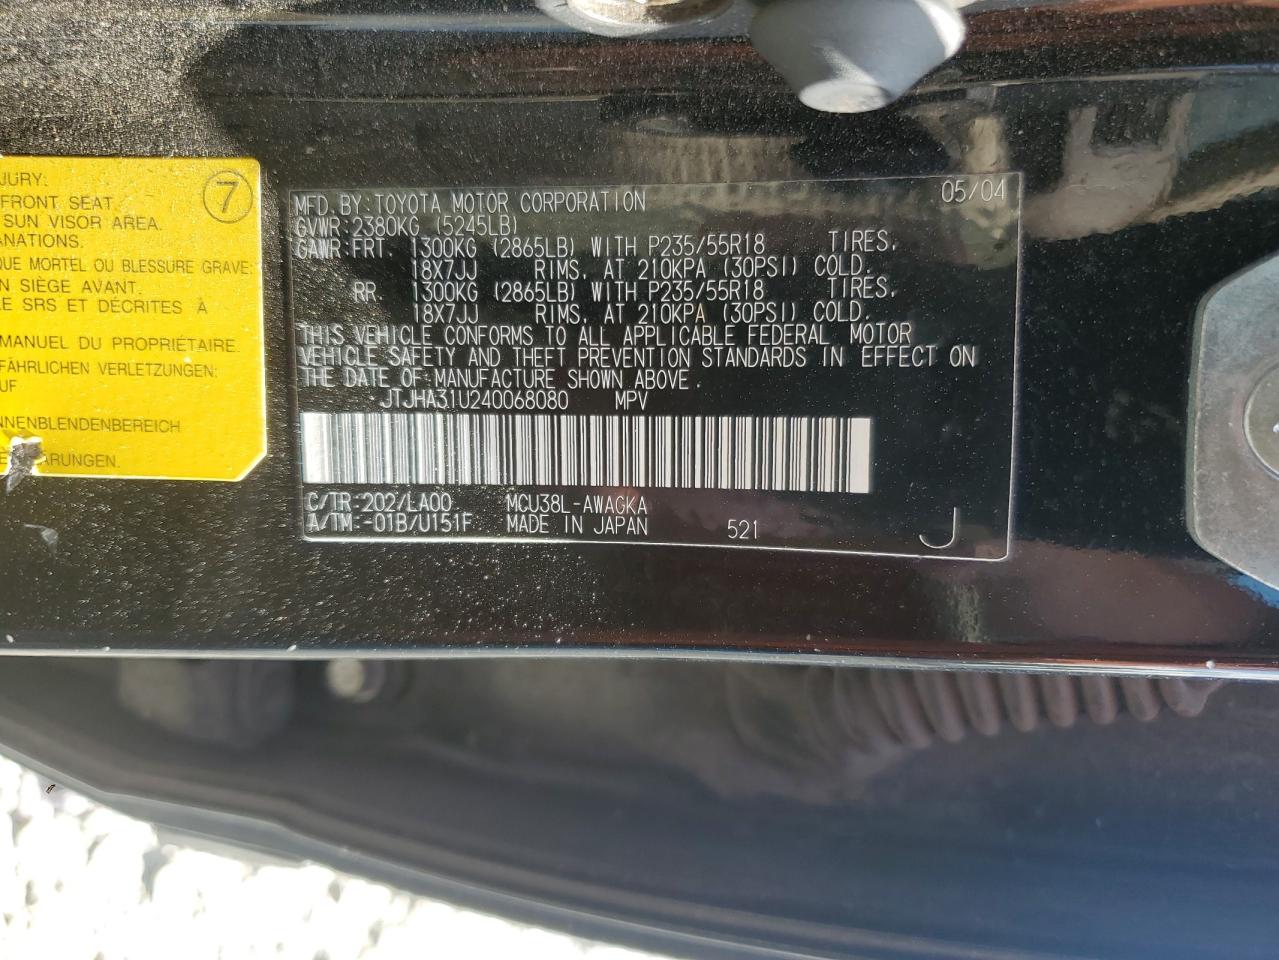 JURY:
7
FRONT SEAT.
SUN VISOR AREA.
ANATIONS.
QUE MORTEL OU BLESSURE GRAVE:
N SIÈGE AVANT.
LE SRS ET DÉCRITES À
MANUEL DU PROPRIÉTAIRE.
EFÄHRLICHEN VERLETZUNGEN:
UF
NNENBLENDENBEREICH
ARUNGEN.
MFD. BY: TOYOTA MOTOR CORPORATION 05/04
GVWR: 2380KG (5245LB)
GAWR: FRT. 1300KG (2865LB) WITH P235/55R18 TIRES,
18X7JJ RIMS, AT 210KPA (30PSI) COLD.
RR. 1300KG (2865LB) WITH P235/55R18 TIRES,
18X7JJ RIMS, AT 210KPA (30PSI) COLD.
THIS VEHICLE CONFORMS TO ALL APPLICABLE FEDERAL MOTOR
VEHICLE SAFETY AND THEFT PREVENTION STANDARDS IN EFFECT ON
THE DATE OF MANUFACTURE SHOWN ABOVE.
JTJHA31U240068080 MPV
C/TR: 202/LA00 MCU38L-AWAGKA
A/TM: -01B/U151F MADE IN JAPAN 521 J